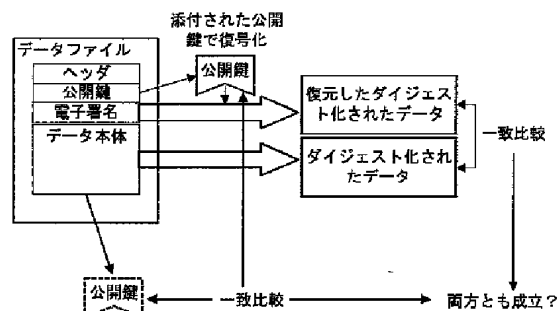 添付された公開
鍵で復号化
データファイル
ヘッダ
公開鍵
電子署名
データ本体
公開鍵
復元したダイジェス
ト化されたデータ
ダイジェスト化され
たデータ
一致比較
公開鍵
一致比較
両方とも成立?